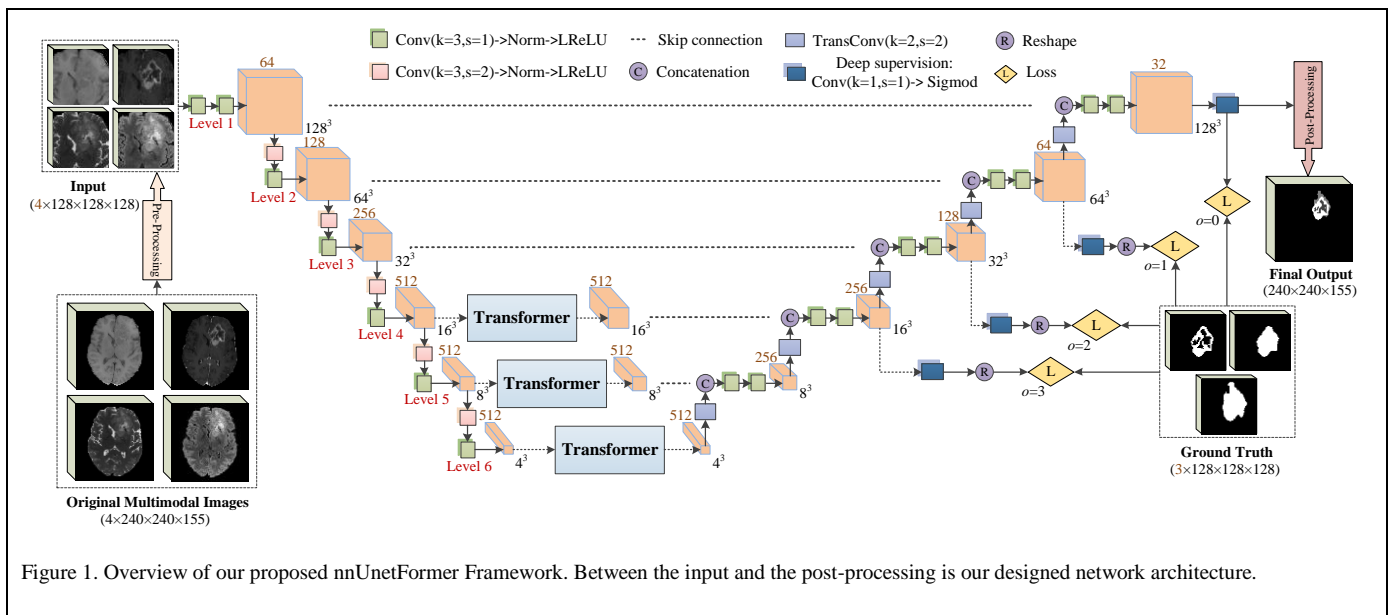 Conv(k=3,s=1)->Norm->LReLU
Skip connection
TransConv(k=2,s=2)
R
Reshape
Conv(k=3,s=2)->Norm->LReLU
C
Concatenation
Deep supervision:
Conv(k=1,s=1)-> Sigmod
L
Loss
64
Level 1
128³
128
Level 2
64³
256
Level 3
32³
512
Level 4
16³
Transformer
512
16³
512
Level 5
8³
Transformer
512
8³
512
Level 6
4³
Transformer
512
4³
C
256
8³
C
256
16³
C
128
32³
C
64
64³
C
32
128³
Post-Processing
L
o=0
R
L
o=1
R
L
o=2
R
L
o=3
Input
(4×128×128×128)
Pre-Processing
Original Multimodal Images
(4×240×240×155)
Final Output
(240×240×155)
Ground Truth
(3×128×128×128)
Figure 1. Overview of our proposed nnUnetFormer Framework. Between the input and the post-processing is our designed network architecture.